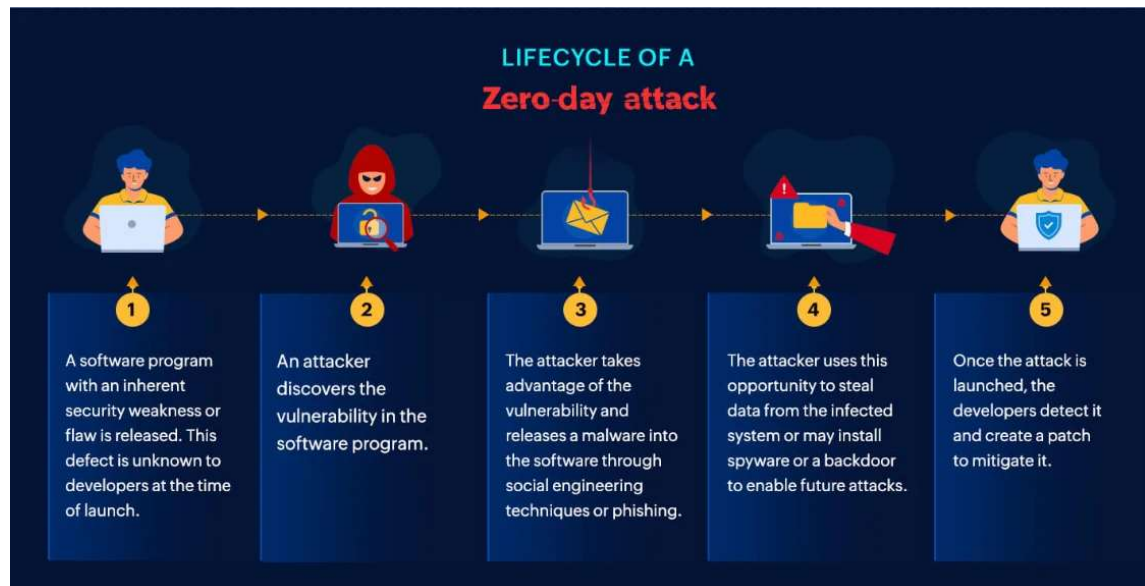 LIFECYCLE OF A
Zero-day attack
1
A software program
with an inherent
security weakness or
flaw is released. This
defect is unknown to
developers at the time
of launch.
2
An attacker
discovers the
vulnerability in the
software program.
3
The attacker takes
advantage of the
vulnerability and
releases a malware into
the software through
social engineering
techniques or phishing.
4
The attacker uses this
opportunity to steal
data from the infected
system or may install
spyware or a backdoor
to enable future attacks.
5
Once the attack is
launched, the
developers detect it
and create a patch
to mitigate it.